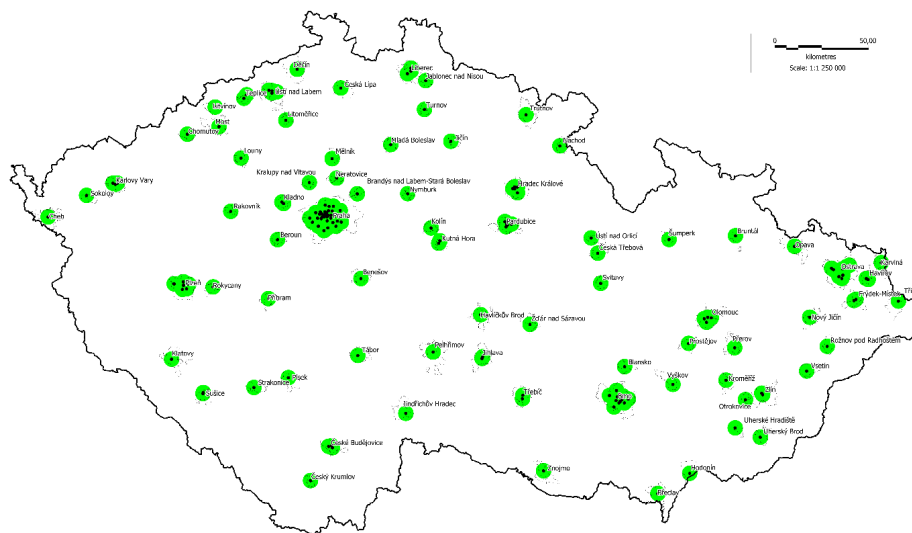 0
50,00
kilometres
Scale: 1:1 250 000
Děčín
Liberec
Jablonec nad Nisou
Česká Lípa
Teplice
Ústí nad Labem
Litvínov
Turnov
Trutnov
Litoměřice
Most
Chomutov
Mladá Boleslav
Jičín
Náchod
Louny
Mělník
Kralupy nad Vltavou
Neratovice
Karlovy Vary
Brandýs nad Labem-Stará Boleslav
Nymburk
Hradec Králové
Sokolov
Kladno
Rakovník
Praha
Cheb
Pardubice
Kolín
Beroun
Kutná Hora
Ústí nad Orlicí
Šumperk
Bruntál
Opava
Česká Třebová
Karviná
Ostrava
Havířov
Benešov
Plzeň
Rokycany
Svitavy
Příbram
Frýdek-Místek
Tři
Havlíčkův Brod
Žďár nad Sázavou
Olomouc
Nový Jičín
Prostějov
Přerov
Rožnov pod Radhoštěm
Pelhřimov
Tábor
Jihlava
Klatovy
Blansko
Vsetín
Písek
Strakonice
Vyškov
Kroměříž
Sušice
Třebíč
Brno
Zlín
Otrokovice
Jindřichův Hradec
Uherské Hradiště
Uherský Brod
České Budějovice
Znojmo
Hodonín
Český Krumlov
Břeclav